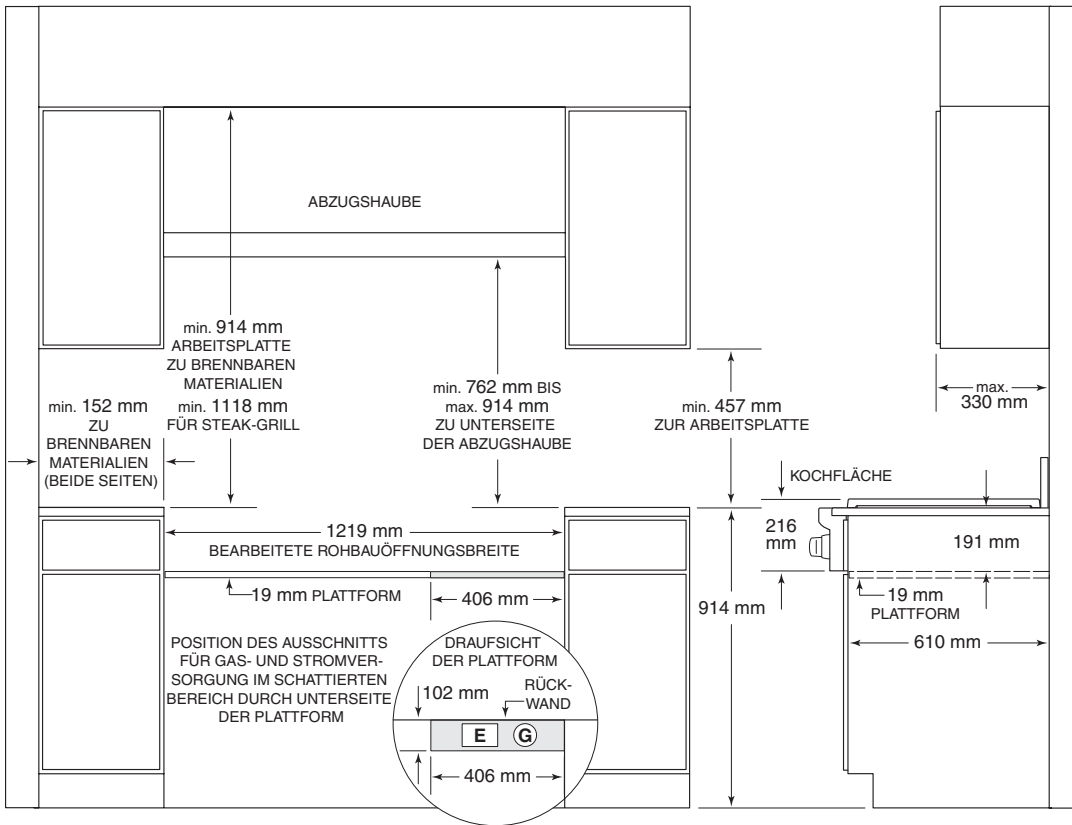 ABZUGSHAUBE
min. 914 mm
ARBEITSPLATTE
ZU BRENNBAREN
MATERIALIEN
min. 1118 mm
FÜR STEAK-GRILL
min. 152 mm
ZU
BRENNBAREN
MATERIALIEN
(BEIDE SEITEN)
min. 762 mm BIS
max. 914 mm
ZU UNTERSEITE
DER ABZUGSHAUBE
min. 457 mm
ZUR ARBEITSPLATTE
max.
330 mm
KOCHFLÄCHE
216
mm
191 mm
19 mm
PLATTFORM
610 mm
914 mm
1219 mm
BEARBEITETE ROHBAUÖFFNUNGSBREITE
19 mm PLATTFORM
406 mm
POSITION DES AUSSCHNITTS
FÜR GAS- UND STROMVER-
SORGUNG IM SCHATTIERTEN
BEREICH DURCH UNTERSEITE
DER PLATTFORM
DRAUFSICHT
DER PLATTFORM
102 mm
RÜCK-
WAND
E G
406 mm